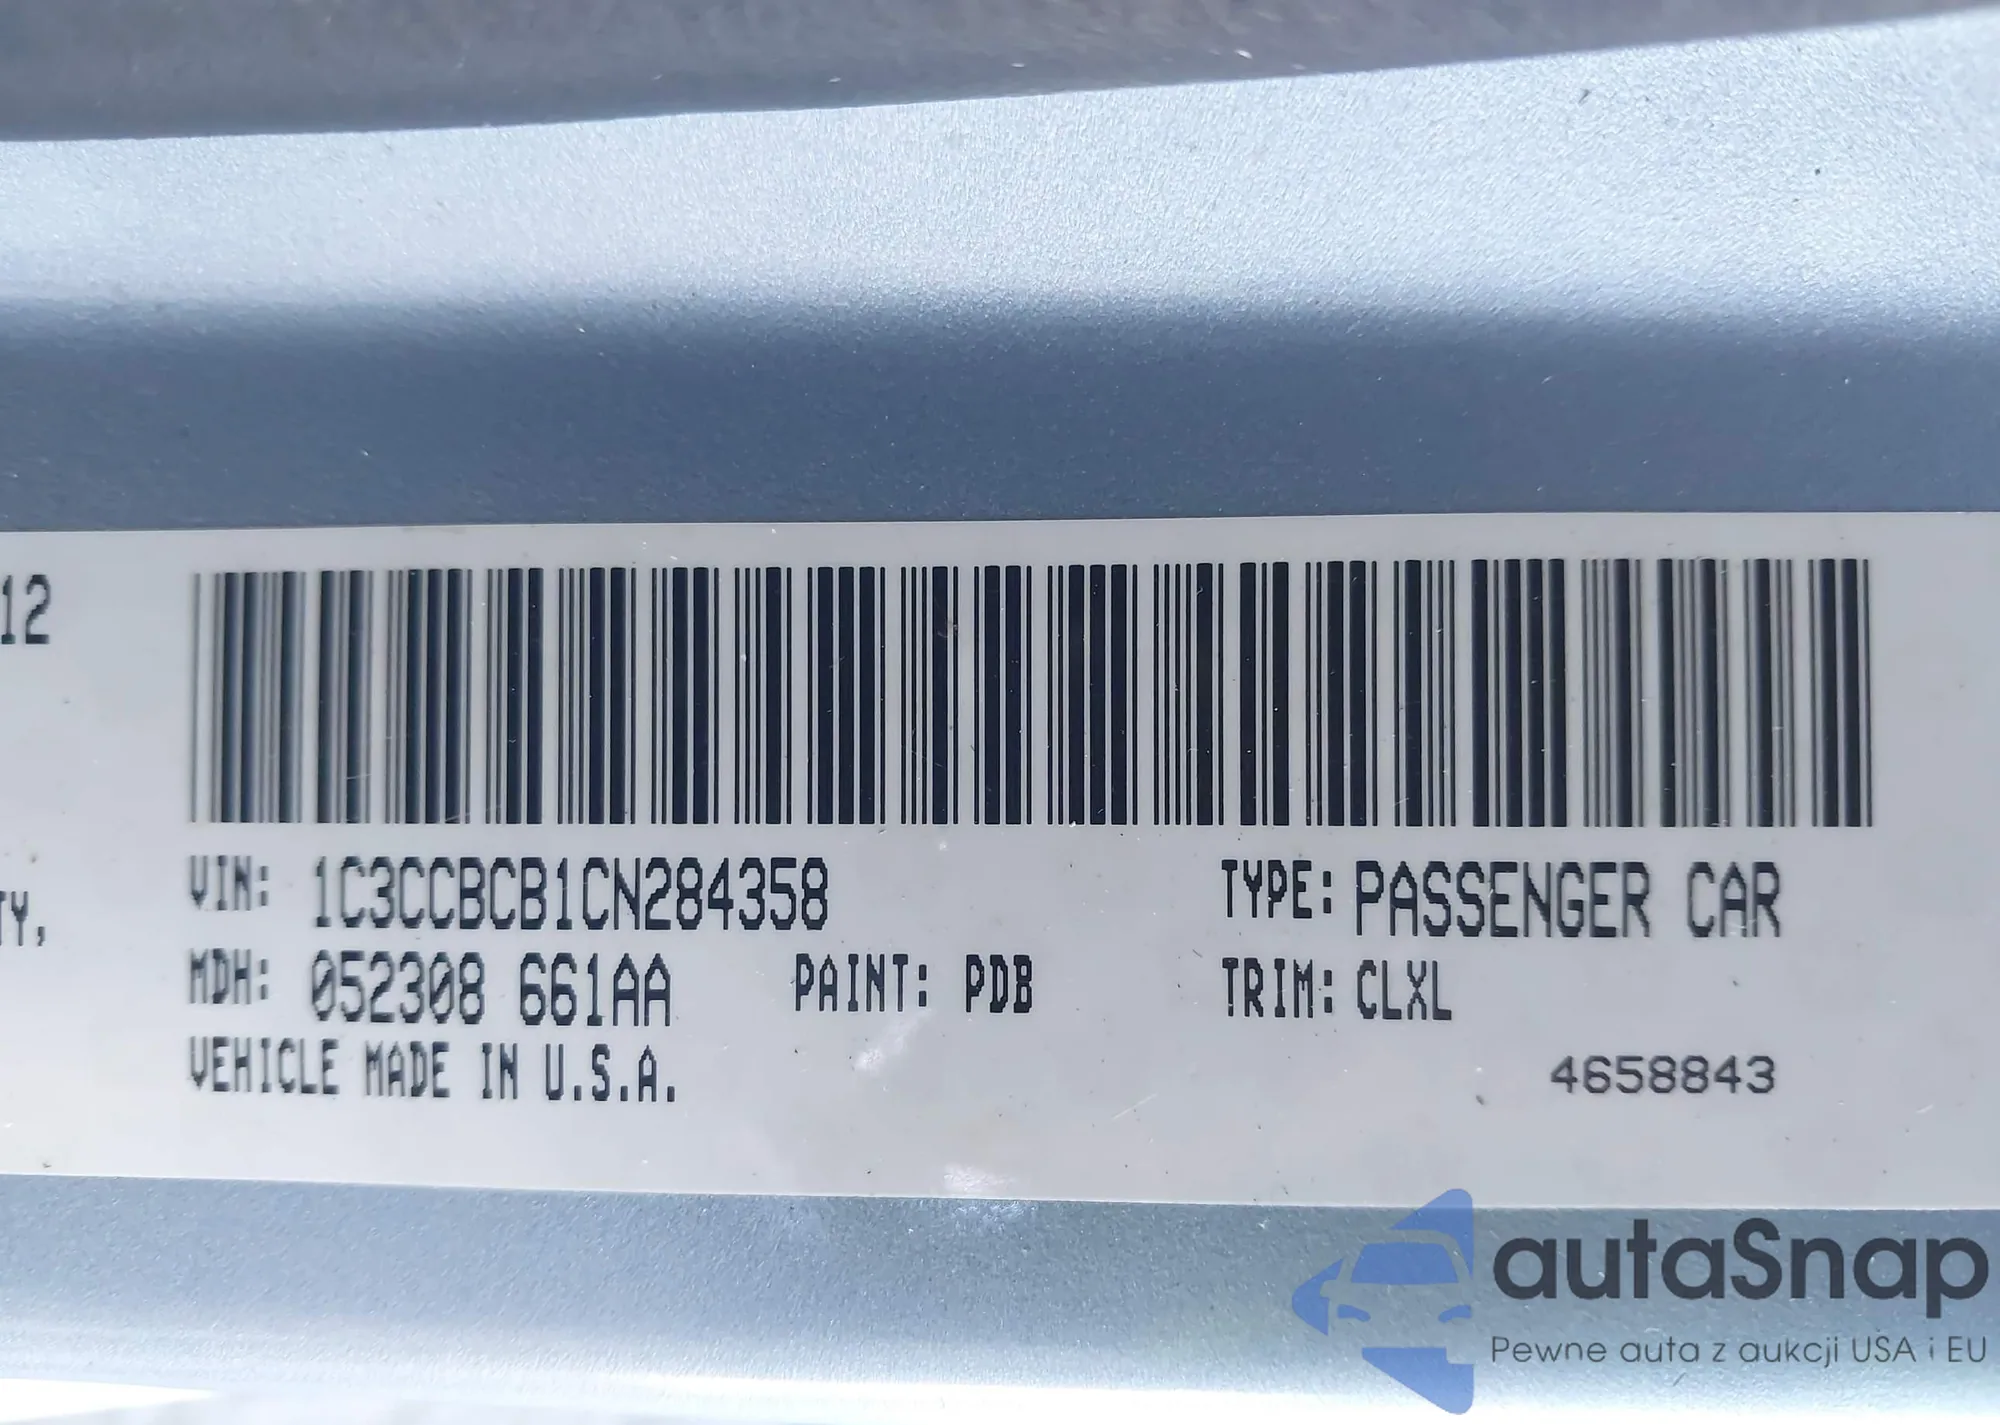 12
TY,
VIN: 1C3CCBCB1CN284358
TYPE: PASSENGER CAR
MDH: 052308 661AA
PAINT: PDB
TRIM: CLXL
VEHICLE MADE IN U.S.A.
4658843
autaSnap
Pewne auta z aukcji USA i EU